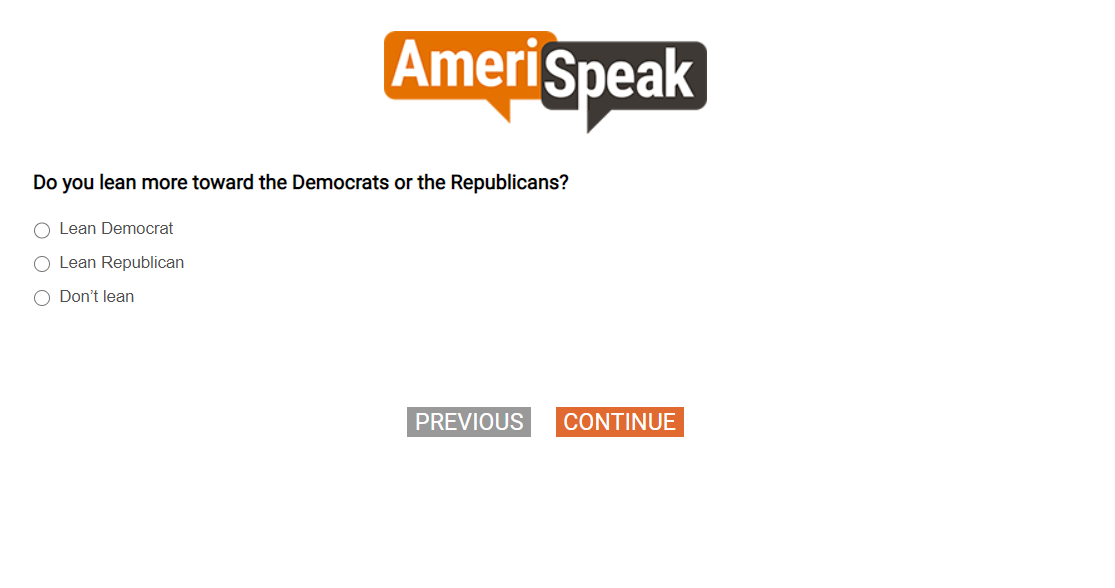 AmeriSpeak
Do you lean more toward the Democrats or the Republicans?
Lean Democrat
Lean Republican
Don’t lean
PREVIOUS CONTINUE